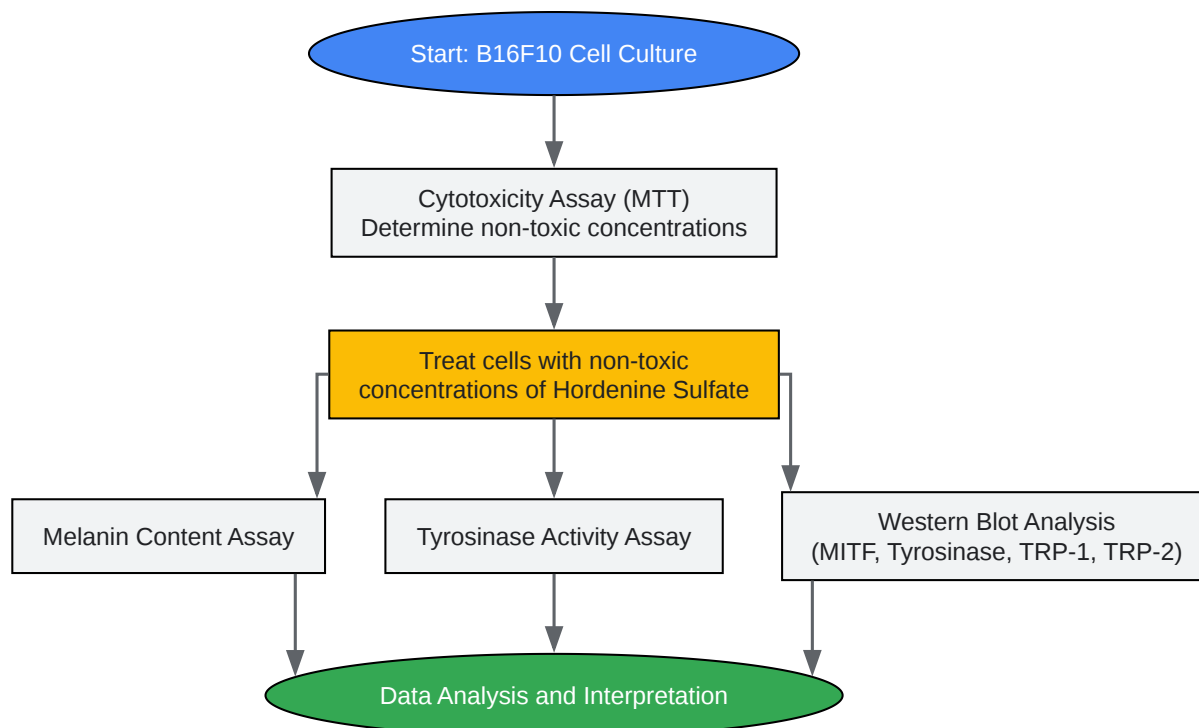 Start: B16F10 Cell Culture
Cytotoxicity Assay (MTT)
Determine non-toxic concentrations
Treat cells with non-toxic
concentrations of Hordenine Sulfate
Melanin Content Assay
Tyrosinase Activity Assay
Western Blot Analysis
(MITF, Tyrosinase, TRP-1, TRP-2)
Data Analysis and Interpretation